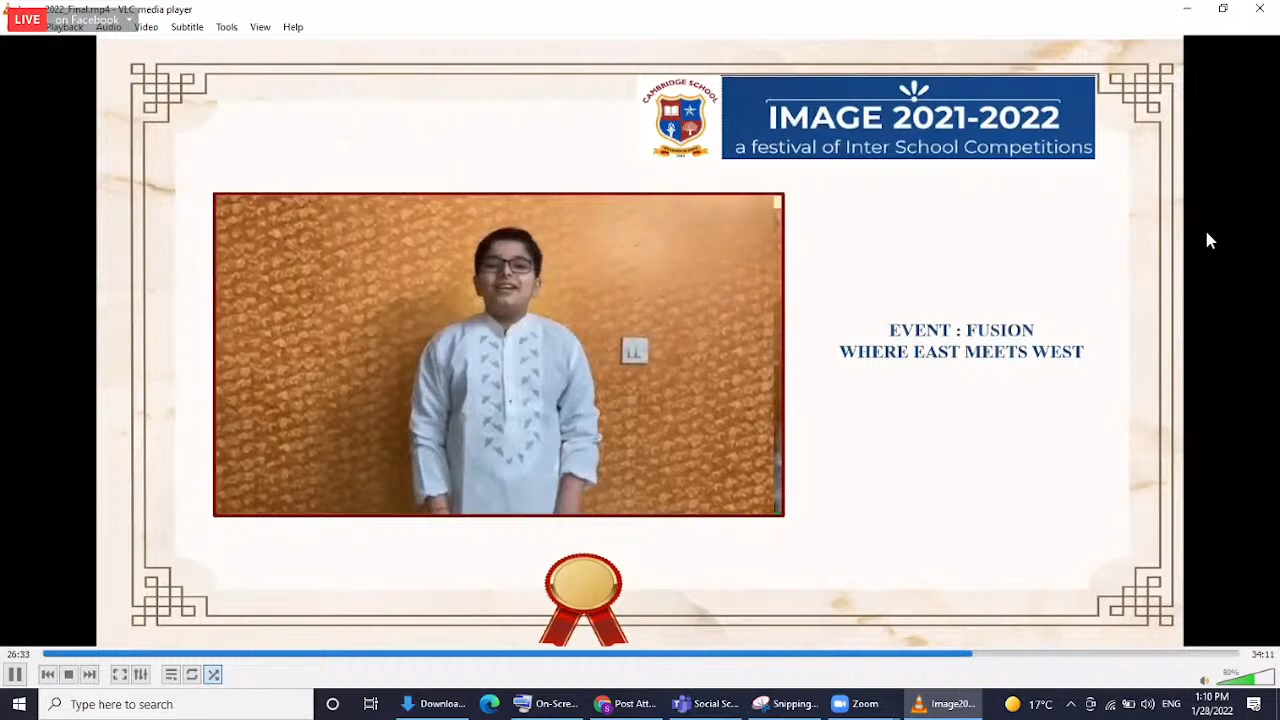 2022_Final.mp4 - VLC media player
LIVE on Facebook
Playback Audio Video Subtitle Tools View Help
CAMBRIDGE SCHOOL
IMAGE 2021-2022
a festival of Inter School Competitions
EVENT : FUSION
WHERE EAST MEETS WEST
26:33
34:11
80%
Type here to search
Downlo...
On-Scre...
Post Att...
Social Sc...
Snipping...
Zoom
Image20...
17°C
ENG
1:10 PM
1/28/2022